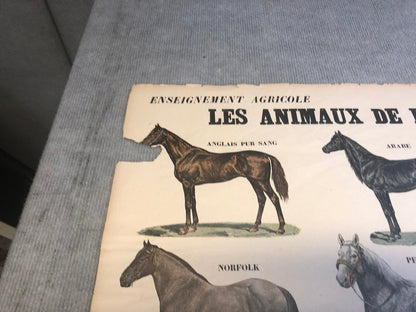 ENSEIGNEMENT AGRICOLE
LES ANIMAUX DE
ANGLAIS PUR SANG
ARABE
NORFOLK